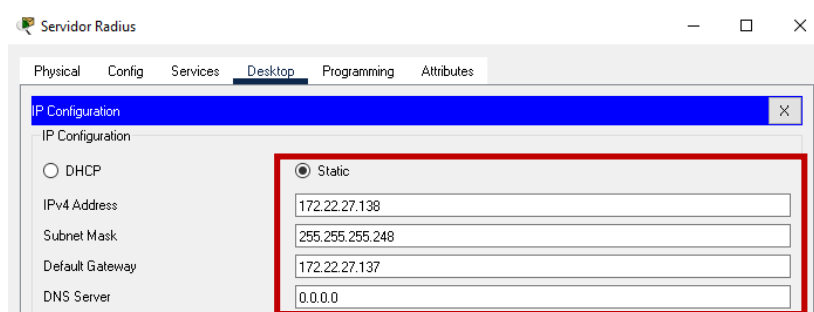 Servidor Radius
Physical Config Services Desktop Programming Attributes
IP Configuration X
IP Configuration
DHCP Static
IPv4 Address 172.22.27.138
Subnet Mask 255.255.255.248
Default Gateway 172.22.27.137
DNS Server 0.0.0.0